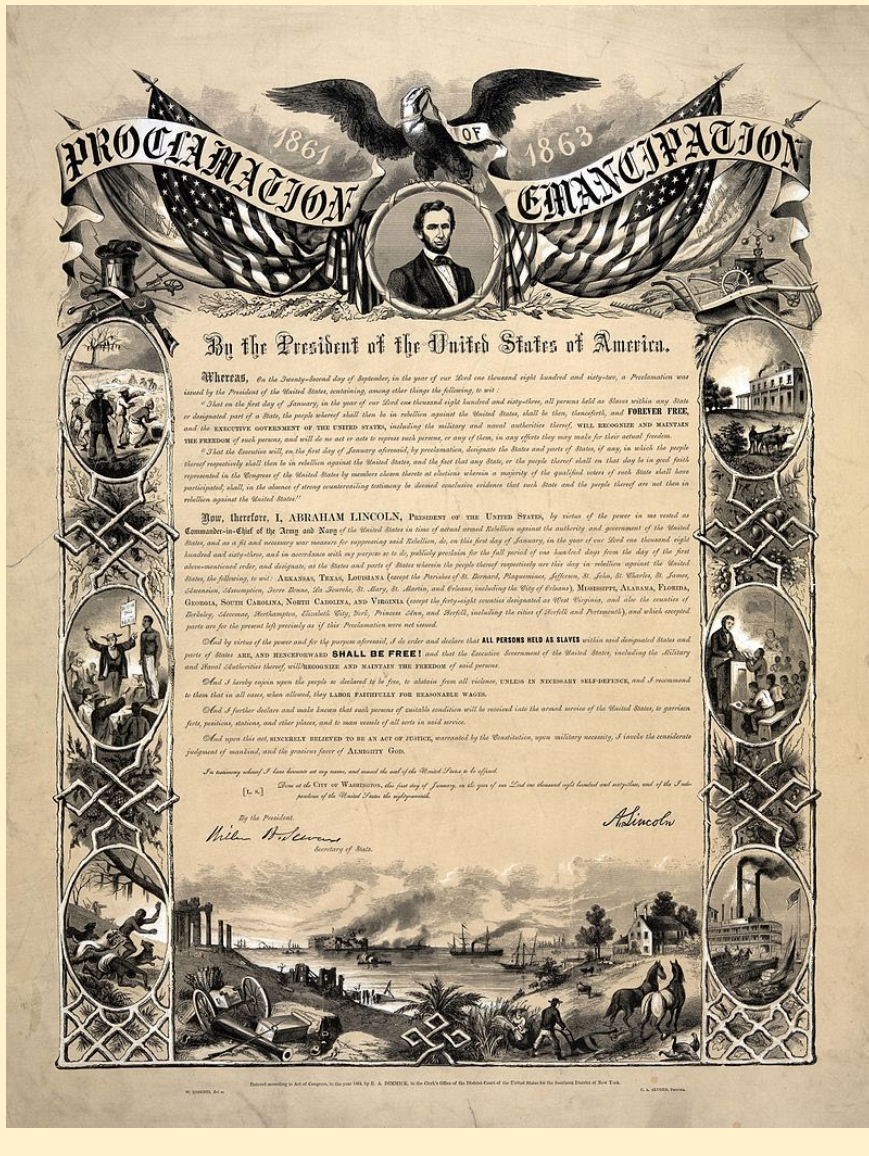 PROCLAMATION OF EMANCIPATION
1861 1863
By the President of the United States of America.
Whereas, On the Twenty-Second day of September, in the year of our Lord one thousand eight hundred and sixty-two, a Proclamation was
issued by the President of the United States, containing, among other things the following, to wit:
"That on the first day of January, in the year of our Lord one thousand eight hundred and sixty-three, all persons held as Slaves within any State
or designated part of a State, the people whereof shall then be in rebellion against the United States, shall be then, thenceforth, and FOREVER FREE,
and the EXECUTIVE GOVERNMENT OF THE UNITED STATES, including the military and naval authorities thereof, WILL RECOGNIZE AND MAINTAIN
THE FREEDOM of such persons, and will do no act or acts to repress such persons, or any of them, in any efforts they may make for their actual freedom.
"That the Executive will, on the first day of January aforesaid, by proclamation, designate the States and parts of States, if any, in which the people
thereof respectively shall then be in rebellion against the United States, and the fact that any State, or the people thereof shall on that day be in good faith
represented in the Congress of the United States by members chosen thereto at elections wherein a majority of the qualified voters of such State shall have
participated, shall, in the absence of strong countervailing testimony be deemed conclusive evidence that such State and the people thereof are not then in
rebellion against the United States."
Now, therefore, I, ABRAHAM LINCOLN, PRESIDENT OF THE UNITED STATES, by virtue of the power in me vested as
Commander-in-Chief of the Army and Navy of the United States in time of actual armed Rebellion against the authority and government of the United
States, and as a fit and necessary war measure for suppressing said Rebellion, do, on this first day of January, in the year of our Lord one thousand eight
hundred and sixty-three, and in accordance with my purpose so to do, publicly proclaim for the full period of one hundred days from the day of the first
above-mentioned order, and designate, as the States and parts of States wherein the people thereof respectively are this day in rebellion against the United
States, the following, to wit: ARKANSAS, TEXAS, LOUISIANA (except the Parishes of St. Bernard, Plaquemines, Jefferson, St. John, St. Charles, St. James,
Ascension, Assumption, Terre Bonne, La Fourche, St. Mary, St. Martin, and Orleans, including the City of Orleans), MISSISSIPPI, ALABAMA, FLORIDA,
GEORGIA, SOUTH CAROLINA, NORTH CAROLINA, AND VIRGINIA (except the forty-eight counties designated as West Virginia, and also the counties of
Berkeley, Accomac, Northampton, Elizabeth City, York, Princess Ann, and Norfolk, including the cities of Norfolk and Portsmouth), and which excepted
parts are for the present left precisely as if this Proclamation were not issued.
And by virtue of the power and for the purpose aforesaid, I do order and declare that ALL PERSONS HELD AS SLAVES within said designated States and
parts of States ARE, AND HENCEFORWARD SHALL BE FREE! and that the Executive Government of the United States, including the Military
and Naval Authorities thereof, will RECOGNIZE AND MAINTAIN THE FREEDOM of said persons.
And I hereby enjoin upon the people so declared to be free, to abstain from all violence, UNLESS IN NECESSARY SELF-DEFENCE, and I recommend
to them that in all cases, when allowed, they LABOR FAITHFULLY FOR REASONABLE WAGES.
And I further declare and make known that such persons of suitable condition will be received into the armed service of the United States, to garrison
forts, positions, stations, and other places, and to man vessels of all sorts in said service.
And upon this act, SINCERELY BELIEVED TO BE AN ACT OF JUSTICE, warranted by the Constitution, upon military necessity, I invoke the considerate
judgment of mankind, and the gracious favor of ALMIGHTY GOD.
In testimony whereof I have hereunto set my name, and caused the seal of the United States to be affixed.
[L. S.] Done at the CITY OF WASHINGTON, this first day of January, in the year of our Lord one thousand eight hundred and sixty-three, and of the Inde-
pendence of the United States the eighty-seventh.
By the President.
A. Lincoln
William H. Seward
Secretary of State.
Entered according to Act of Congress, in the year 1864, by R. A. DIMMICK, in the Clerk's Office of the District Court of the United States for the Southern District of New York.
W. ROBERTS, Del et
C. A. ALVORD, Printer.